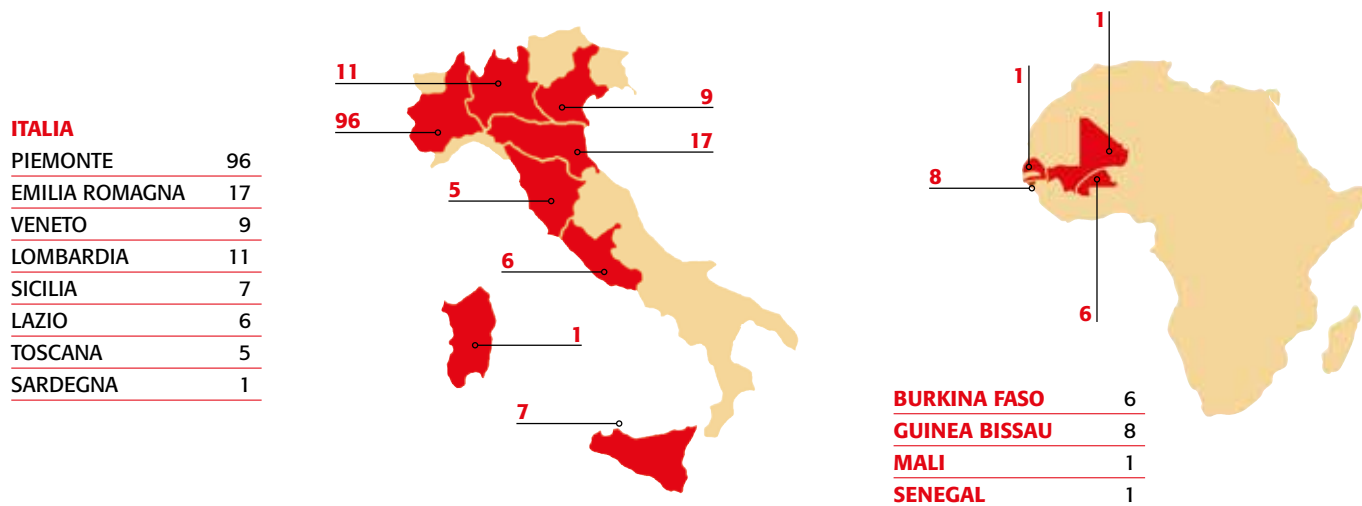 ITALIA
PIEMONTE 96
EMILIA ROMAGNA 17
VENETO 9
LOMBARDIA 11
SICILIA 7
LAZIO 6
TOSCANA 5
SARDEGNA 1
11
9
96
17
5
6
1
7
1
1
8
6
BURKINA FASO 6
GUINEA BISSAU 8
MALI 1
SENEGAL 1